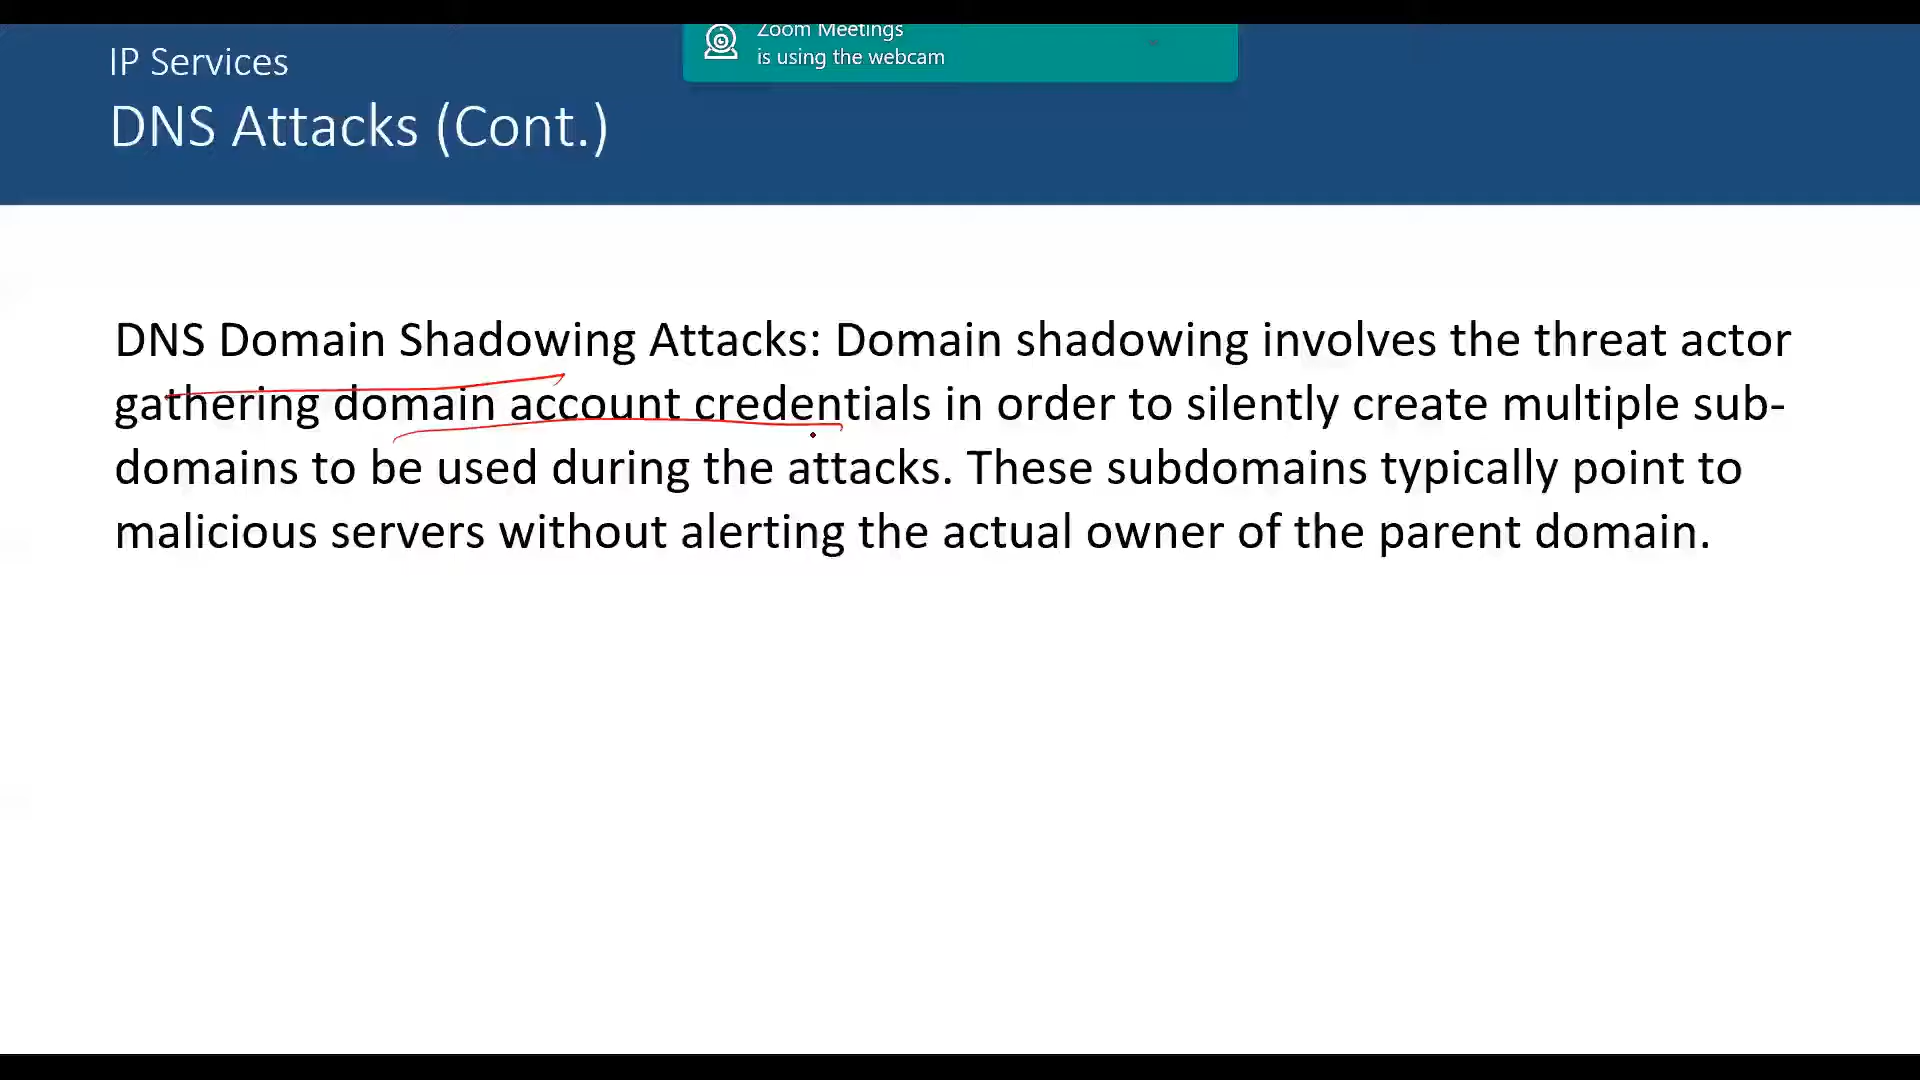 Zoom Meetings
is using the webcam
IP Services
DNS Attacks (Cont.)
DNS Domain Shadowing Attacks: Domain shadowing involves the threat actor
gathering domain account credentials in order to silently create multiple sub-
domains to be used during the attacks. These subdomains typically point to
malicious servers without alerting the actual owner of the parent domain.